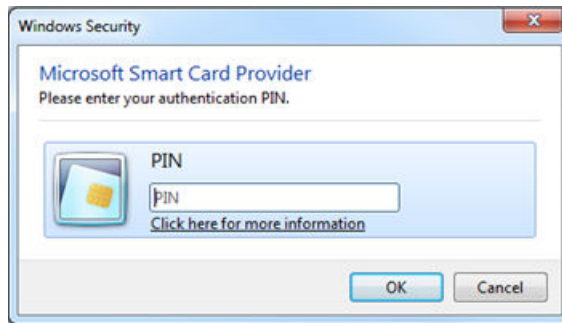 Windows Security
Microsoft Smart Card Provider
Please enter your authentication PIN.
PIN
PIN
Click here for more information
OK Cancel